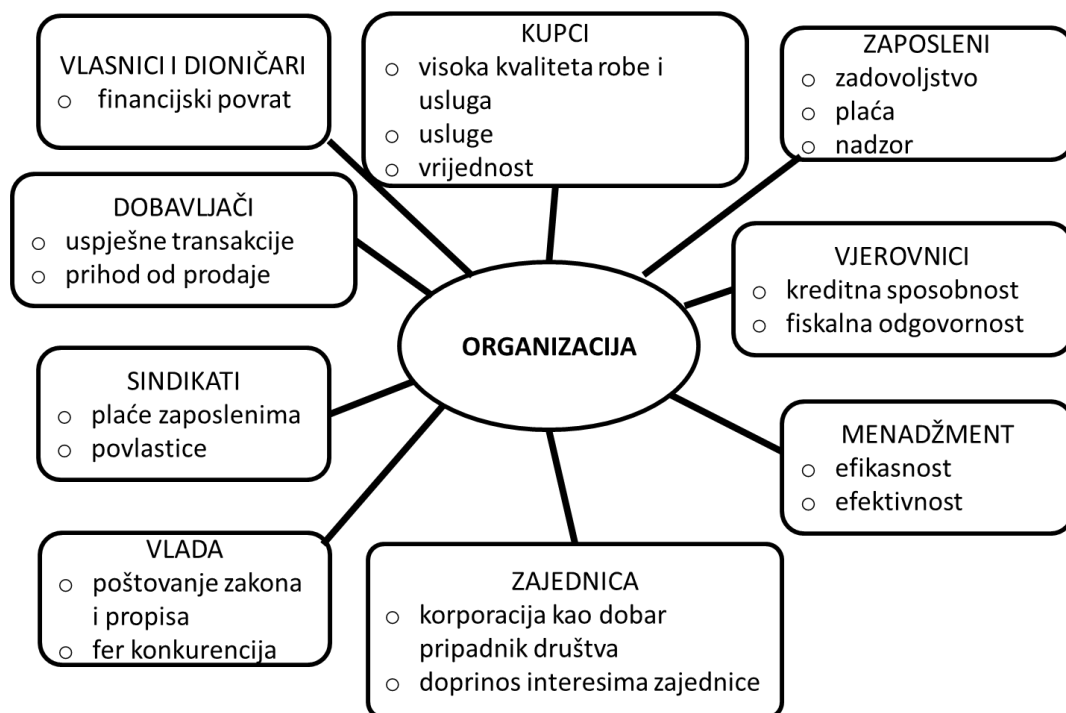 VLASNICI I DIONIČARI
o financijski povrat
KUPCI
o visoka kvaliteta robe i
usluga
o usluge
o vrijednost
ZAPOSLENI
o zadovoljstvo
o plaća
o nadzor
DOBAVLJAČI
o uspješne transakcije
o prihod od prodaje
VJEROVNICI
o kreditna sposobnost
o fiskalna odgovornost
ORGANIZACIJA
SINDIKATI
o plaće zaposlenima
o povlastice
MENADŽMENT
o efikasnost
o efektivnost
VLADA
o poštovanje zakona
i propisa
o fer konkurencija
ZAJEDNICA
o korporacija kao dobar
pripadnik društva
o doprinos interesima zajednice